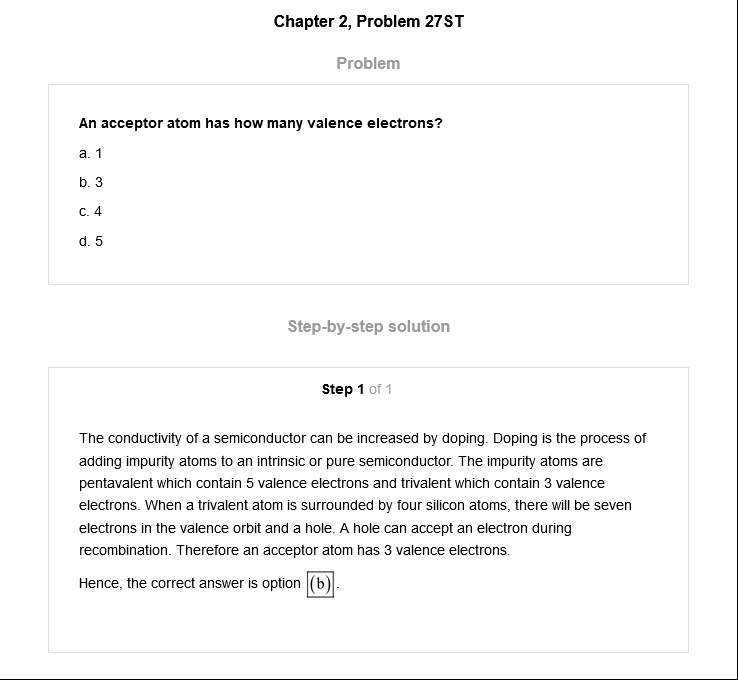 Chapter 2, Problem 27ST
Problem
An acceptor atom has how many valence electrons?
a. 1
b. 3
c. 4
d. 5
Step-by-step solution
Step 1 of 1
The conductivity of a semiconductor can be increased by doping. Doping is the process of
adding impurity atoms to an intrinsic or pure semiconductor. The impurity atoms are
pentavalent which contain 5 valence electrons and trivalent which contain 3 valence
electrons. When a trivalent atom is surrounded by four silicon atoms, there will be seven
electrons in the valence orbit and a hole. A hole can accept an electron during
recombination. Therefore an acceptor atom has 3 valence electrons.
Hence, the correct answer is option (b).